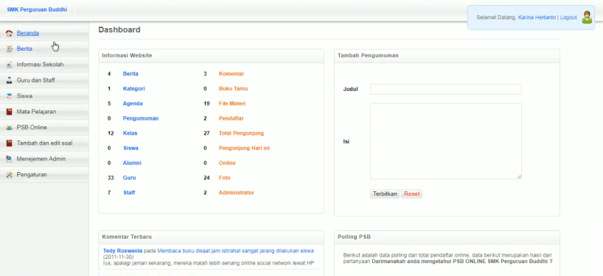 SMK Perguruan Buddhi
Selamat Datang, Karina Hertanto | Logout
Beranda
Berita
Informasi Sekolah
Guru dan Staff
Siswa
Mata Pelajaran
PSB Online
Tambah dan edit soal
Menejemen Admin
Pengaturan
Dashboard
Informasi Website
4 Berita 3 Komentar
1 Kategori 0 Buku Tamu
5 Agenda 19 File Materi
0 Pengumuman 2 Pendaftar
12 Kelas 27 Total Pengunjung
0 Siswa 0 Pengunjung Hari ini
0 Alumni 0 Online
33 Guru 24 Foto
7 Staff 2 Administrator
Tambah Pengumuman
Judul
Isi
Terbitkan Reset
Komentar Terbaru
Tedy Ruswania pada Membaca buku disaat jam istirahat sangat jarang dilakukan siswa
(2011-11-30)
Iya, apalagi jaman sekarang, mereka malah lebih senang online social network lewat HP
Polling PSB
Berikut adalah data polling dari total pendaftar online, data berikut merupakan hasil dari
pertanyaan Darimanakah anda mengetahui PSB ONLINE SMK Perguruan Buddhi ?